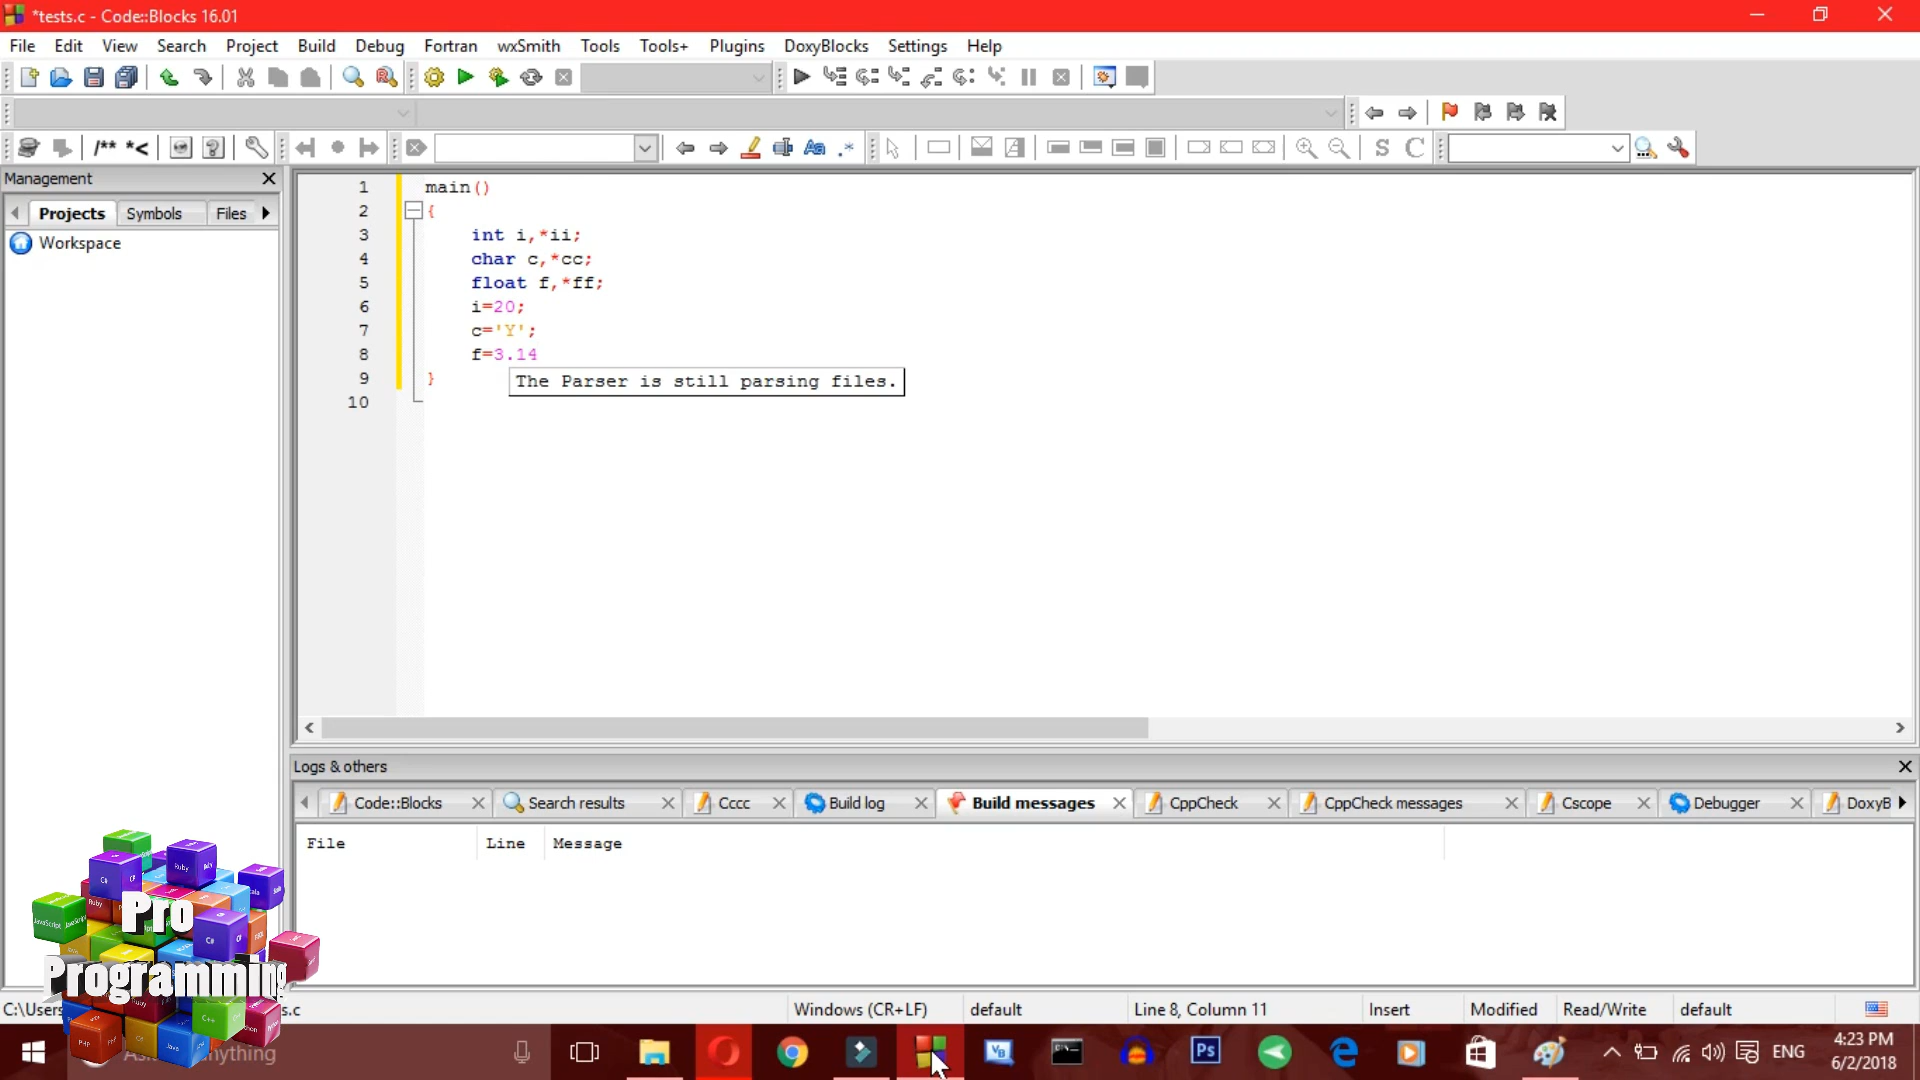 *tests.c - Code::Blocks 16.01
File Edit View Search Project Build Debug Fortran wxSmith Tools Tools+ Plugins DoxyBlocks Settings Help
/** *<
S C
Management
Projects Symbols Files
Workspace
1 main()
2 {
3 int i,*ii;
4 char c,*cc;
5 float f,*ff;
6 i=20;
7 c='Y';
8 f=3.14
9 }
The Parser is still parsing files.
10
Logs & others
Code::Blocks Search results Cccc Build log Build messages CppCheck CppCheck messages Cscope Debugger DoxyB
File Line Message
Pro
Programming
C:\Users
s.c Windows (CR+LF) default Line 8, Column 11 Insert Modified Read/Write default
ything
Ps
ENG
4:23 PM
6/2/2018